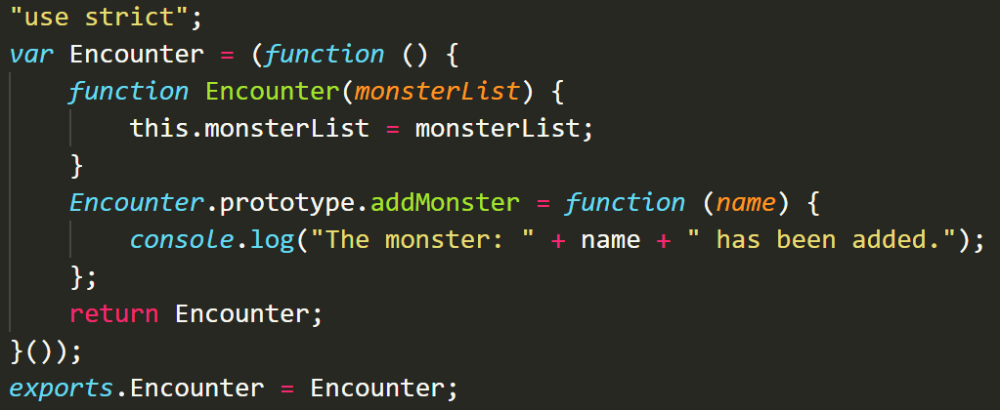 "use strict";
var Encounter = (function () {
    function Encounter(monsterList) {
        this.monsterList = monsterList;
    }
    Encounter.prototype.addMonster = function (name) {
        console.log("The monster: " + name + " has been added.");
    };
    return Encounter;
}());
exports.Encounter = Encounter;